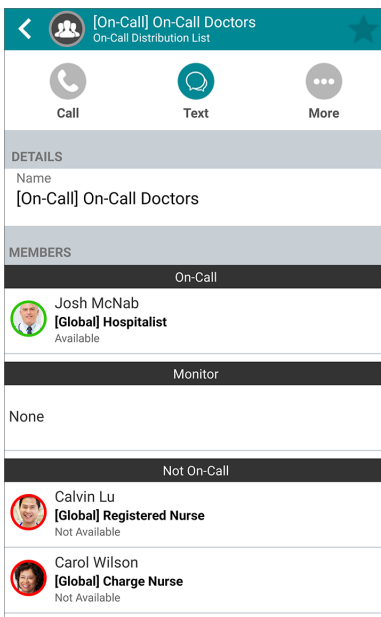 [On-Call] On-Call Doctors
On-Call Distribution List
Call
Text
More
DETAILS
Name
[On-Call] On-Call Doctors
MEMBERS
On-Call
Josh McNab
[Global] Hospitalist
Available
Monitor
None
Not On-Call
Calvin Lu
[Global] Registered Nurse
Not Available
Carol Wilson
[Global] Charge Nurse
Not Available